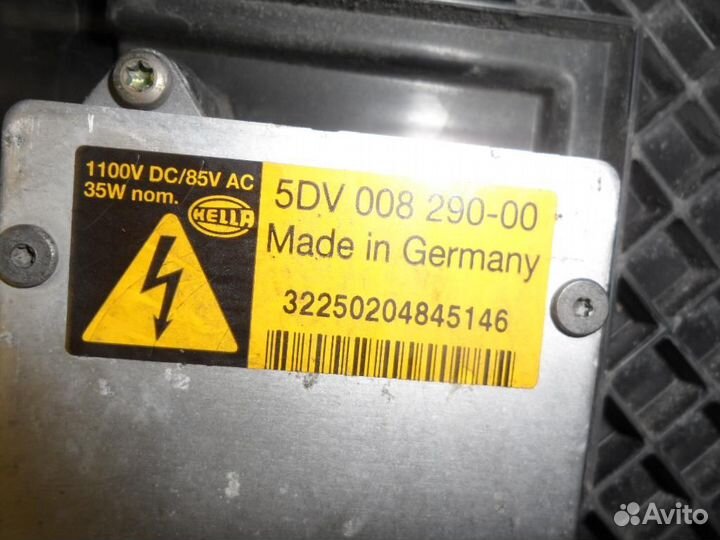 1100V DC/85V AC
35W nom.
HELLA
5DV 008 290-00
Made in Germany
32250204845146
Avito